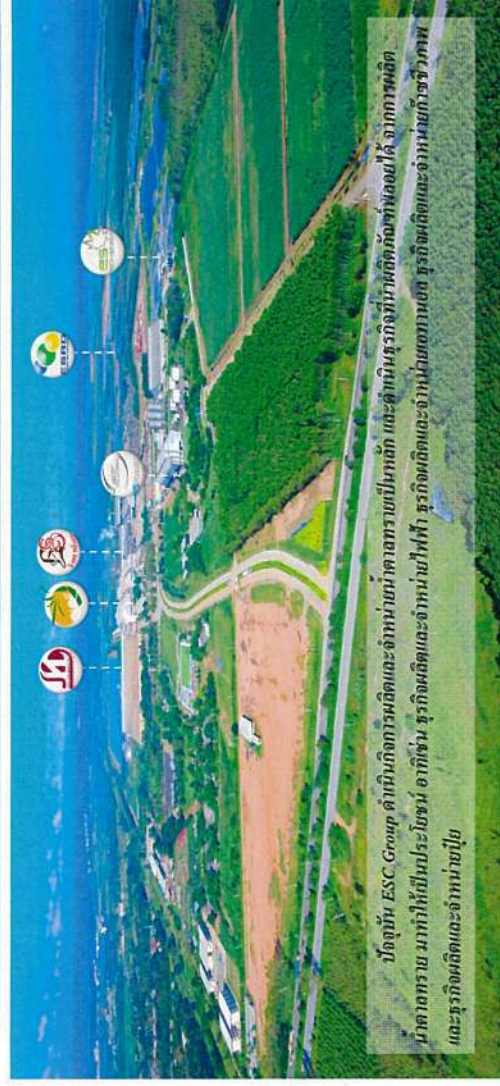 ปัจจุบัน ESC Group ดำเนินกิจการผลิตและจำหน่ายน้ำตาลทรายเป็นหลัก และดำเนินธุรกิจที่นำผลิตภัณฑ์พลอยได้ จากการผลิต
น้ำตาลทราย มาทำให้เป็นประโยชน์ อาทิเช่น ธุรกิจผลิตและจำหน่ายไฟฟ้า ธุรกิจผลิตและจำหน่ายเอทานอล ธุรกิจผลิตและจำหน่ายก๊าซชีวภาพ
และธุรกิจผลิตและจำหน่ายปุ๋ย